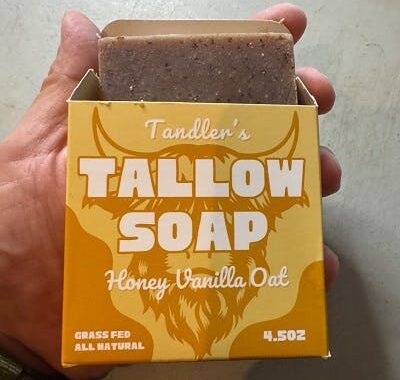 Tandler's
TALLOW
SOAP
Honey Vanilla Oat
GRASS FED
ALL NATURAL
4.5OZ